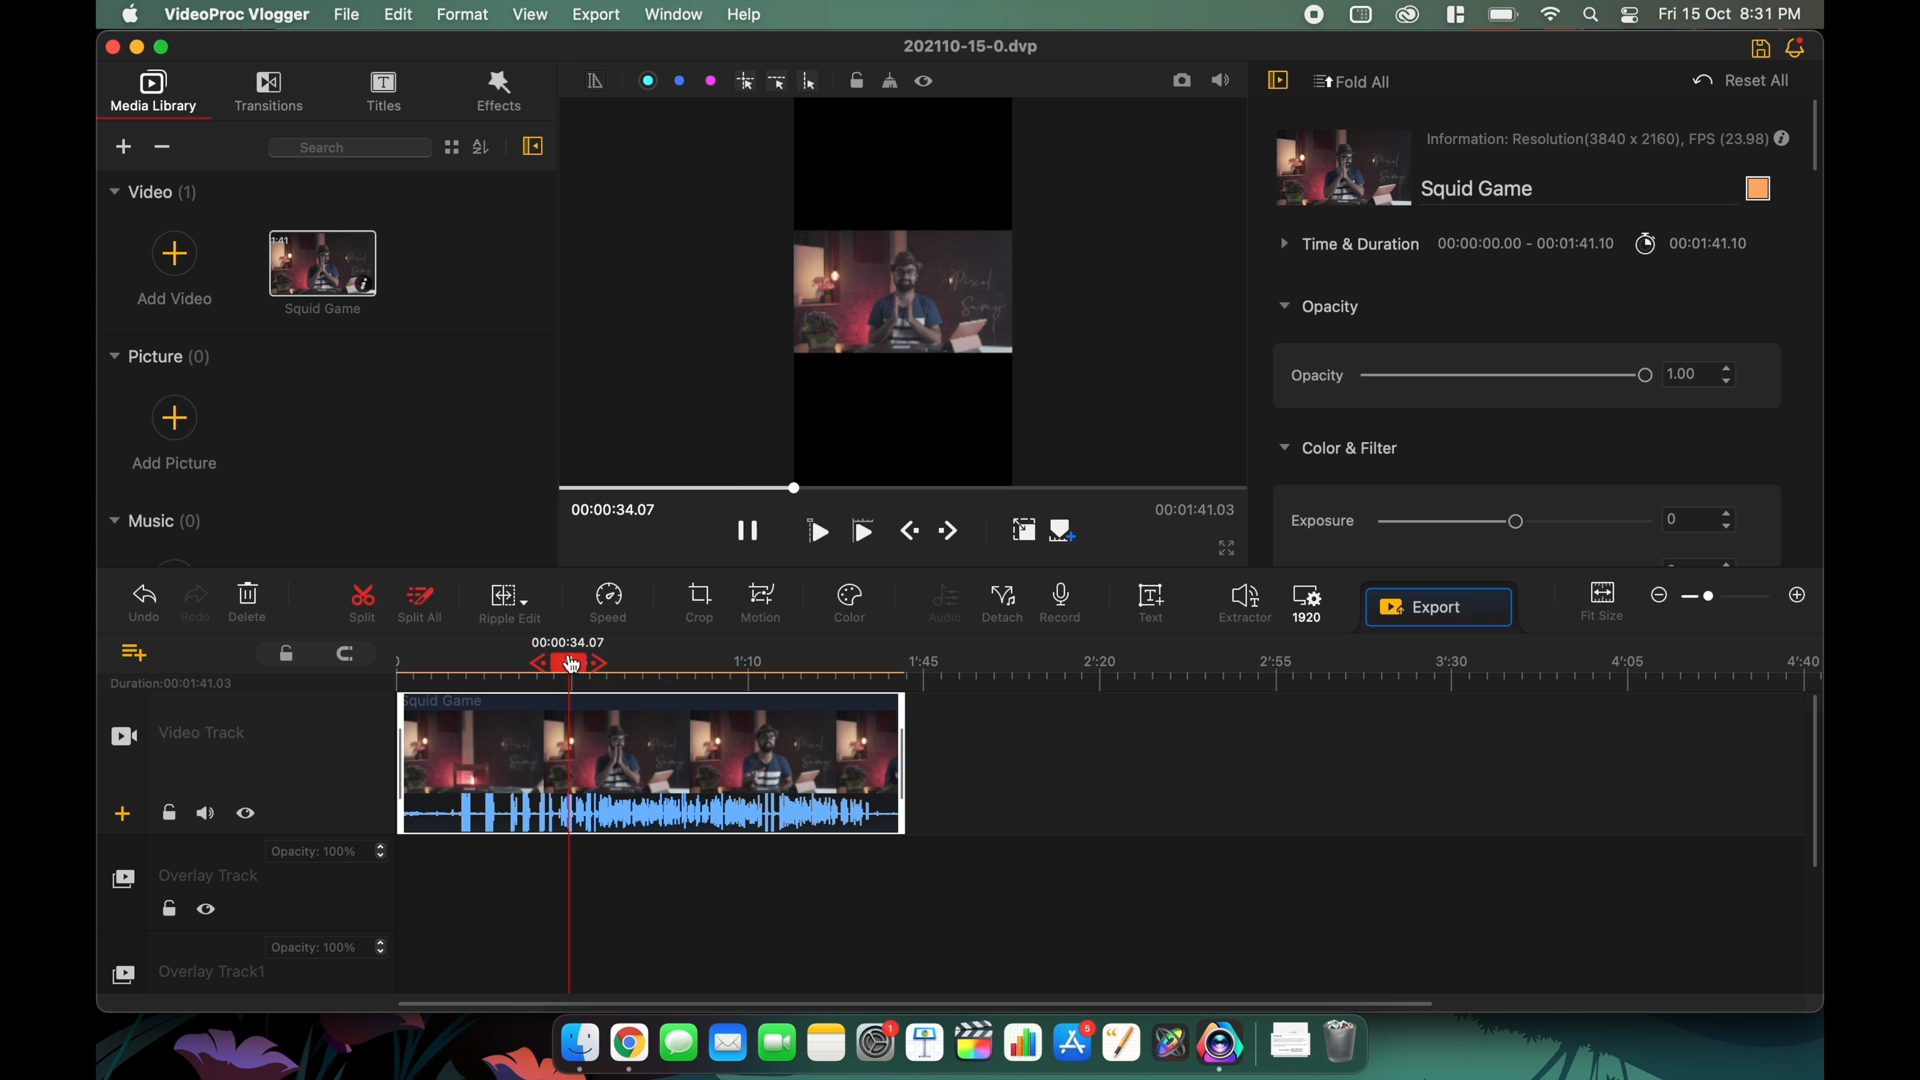 VideoProc Vlogger File Edit Format View Export Window Help
Fri 15 Oct 8:31 PM
202110-15-0.dvp
Media Library Transitions Titles Effects
Fold All
Reset All
Search
Information: Resolution(3840 x 2160), FPS (23.98)
Squid Game
Video (1)
1:41
Add Video
Squid Game
Time & Duration 00:00:00.00 - 00:01:41.10 00:01:41.10
Opacity
Opacity 1.00
Picture (0)
Add Picture
Color & Filter
Music (0)
Exposure 0
00:00:34.07
00:01:41.03
Undo Redo Delete Split Split All Ripple Edit Speed Crop Motion Color Audio Detach Record Text Extractor 1920 Export Fit Size
00:00:34.07
1'10 1'45 2'20 2'55 3'30 4'05 4'40
Duration:00:01:41.03
Squid Game
Video Track
Opacity: 100%
Overlay Track
Opacity: 100%
Overlay Track1
1
5